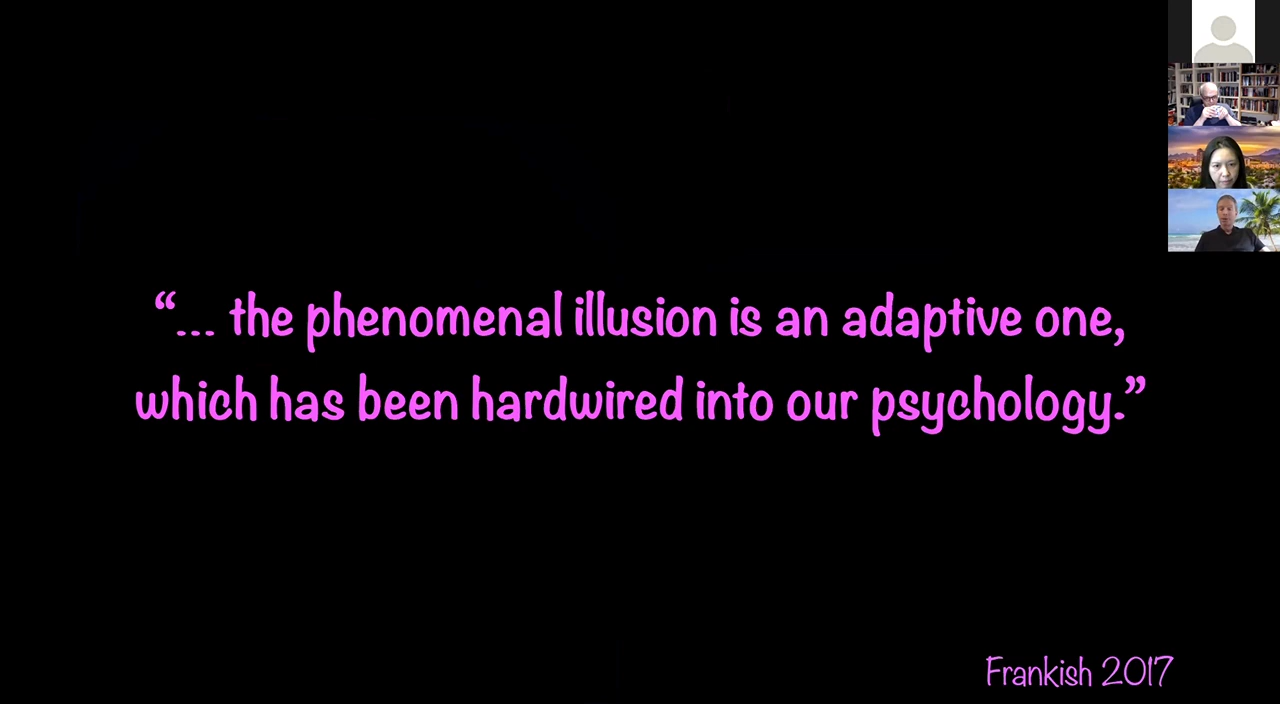 “... the phenomenal illusion is an adaptive one,
which has been hardwired into our psychology.”
Frankish 2017